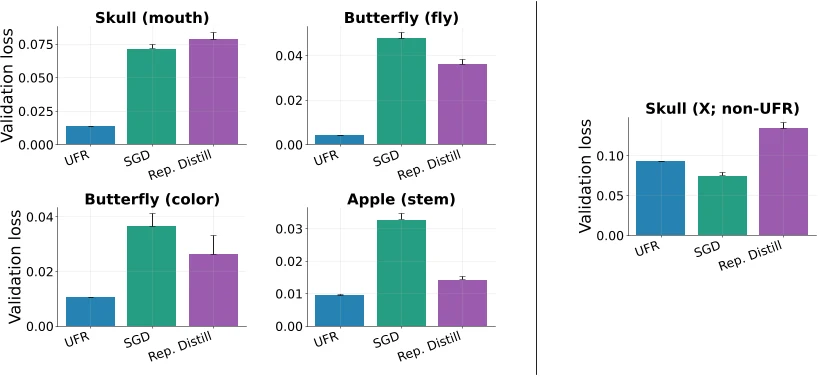 Skull (mouth)
Validation loss
0.075
0.050
0.025
0.000
UFR
SGD
Rep. Distill
Butterfly (fly)
0.04
0.02
0.00
UFR
SGD
Rep. Distill
Butterfly (color)
Validation loss
0.04
0.02
0.00
UFR
SGD
Rep. Distill
Apple (stem)
0.03
0.02
0.01
0.00
UFR
SGD
Rep. Distill
Skull (X; non-UFR)
Validation loss
0.10
0.05
0.00
UFR
SGD
Rep. Distill